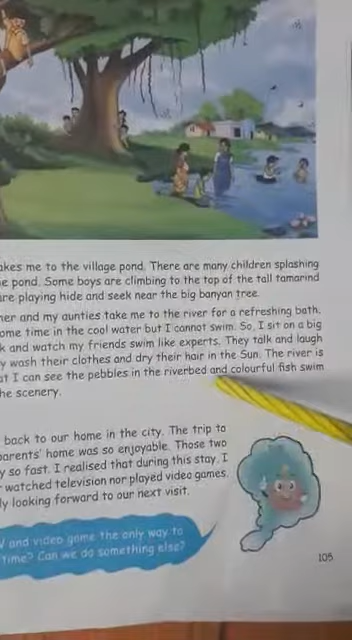 akes me to the village pond. There are many children splashing
e pond. Some boys are climbing to the top of the tall tamarind
re playing hide and seek near the big banyan tree.
her and my aunties take me to the river for a refreshing bath.
ome time in the cool water but I cannot swim. So, I sit on a big
k and watch my friends swim like experts. They talk and laugh
y wash their clothes and dry their hair in the Sun. The river is
at I can see the pebbles in the riverbed and colourful fish swim
he scenery.
back to our home in the city. The trip to
parents' home was so enjoyable. Those two
y so fast. I realised that during this stay. I
r watched television nor played video games.
ly looking forward to our next visit.
V and video game the only way to
time? Can we do something else?
105